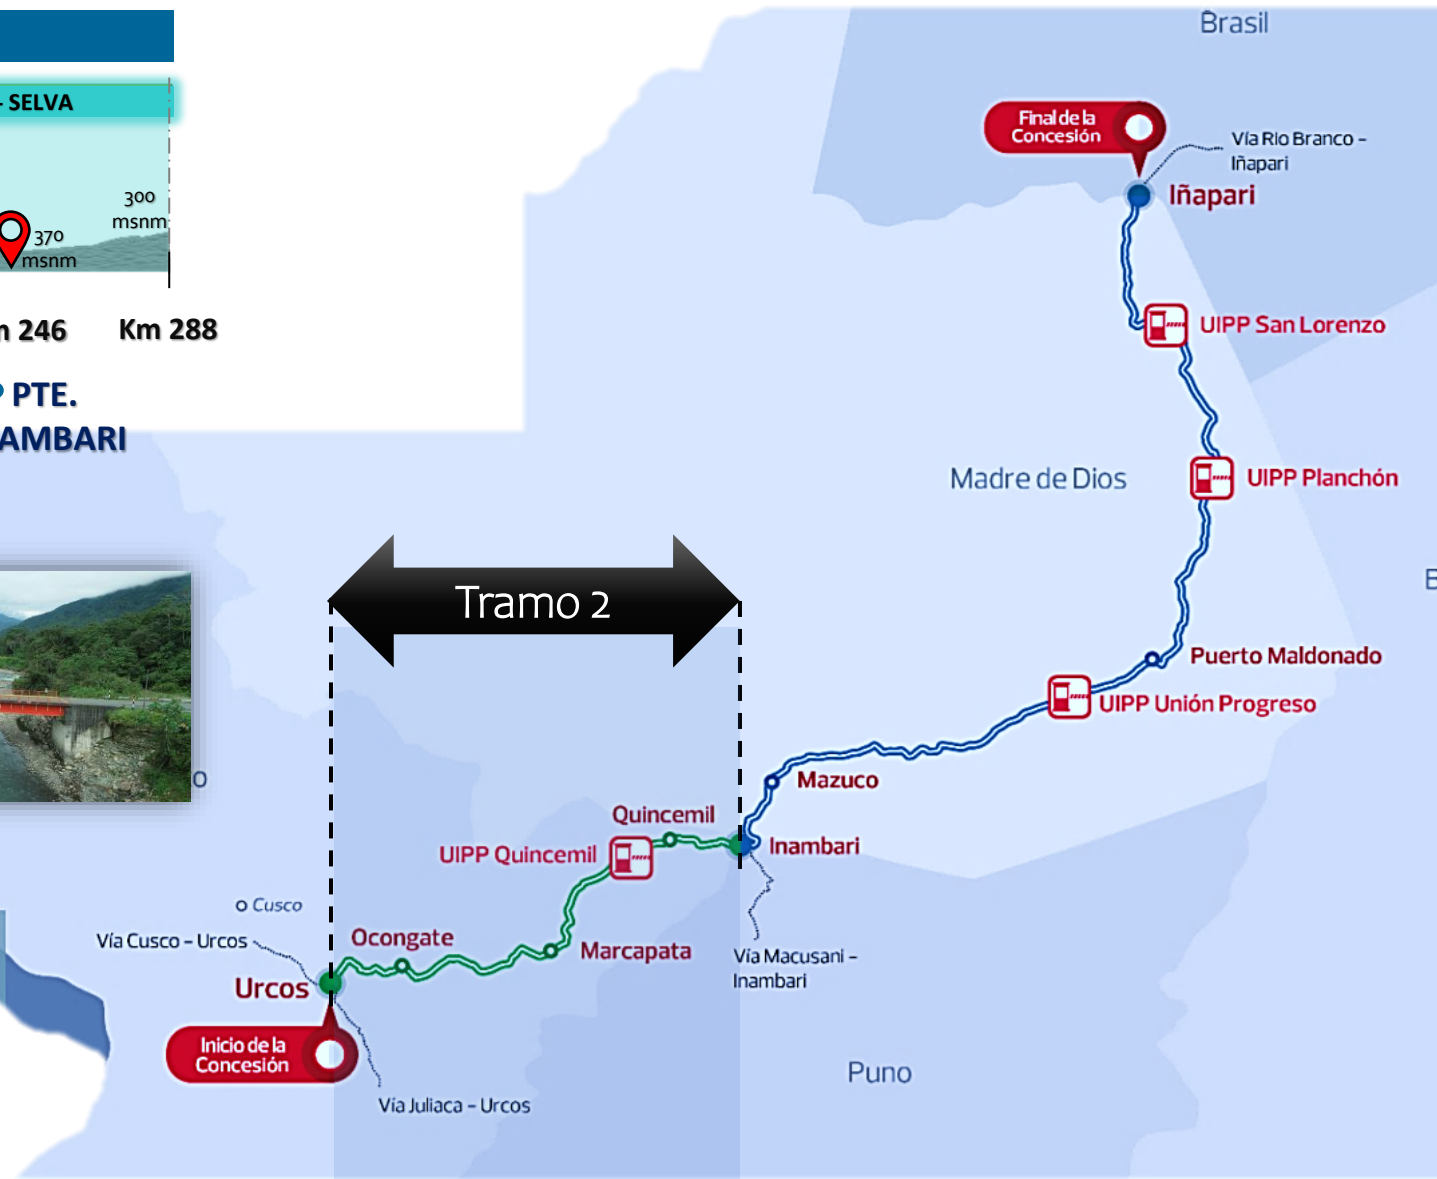 - SELVA
300
msnm
370
msnm
246
Km 288
PTE.
AMBARI
Brasil
Final de la
Concesión
Vía Rio Branco –
Iñapari
Iñapari
UIPP San Lorenzo
Madre de Dios
UIPP Planchón
Tramo 2
Puerto Maldonado
UIPP Unión Progreso
Mazuco
Quincemil
UIPP Quincemil
Inambari
Cusco
Vía Cusco – Urcos
Ocongate
Marcapata
Vía Macusani –
Inambari
Urcos
Inicio de la
Concesión
Vía Juliaca – Urcos
Puno